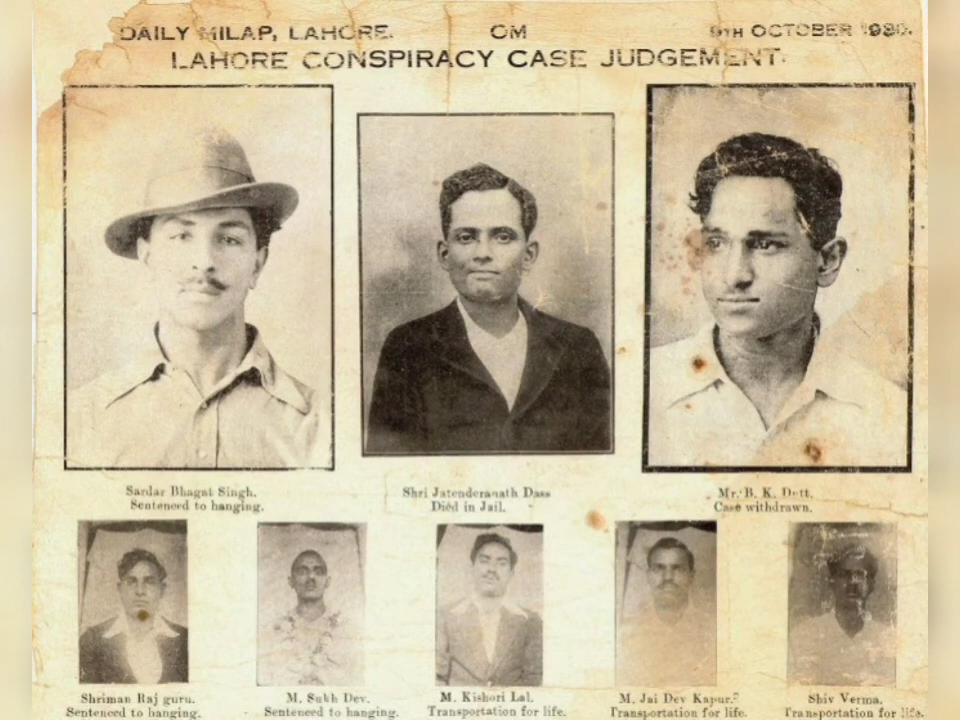 DAILY MILAP, LAHORE. OM 9TH OCTOBER 1930.
LAHORE CONSPIRACY CASE JUDGEMENT.
Sardar Bhagat Singh.
Sentenced to hanging.
Shri Jatenderanath Dass
Died in Jail.
Mr. B. K. Dutt.
Case withdrawn.
Shriman Raj guru.
Sentenced to hanging.
M. Sukh Dev.
Sentenced to hanging.
M. Kishori Lal.
Transportation for life.
M. Jai Dev Kapur.
Transportation for life.
Shiv Verma.
Transportation for life.